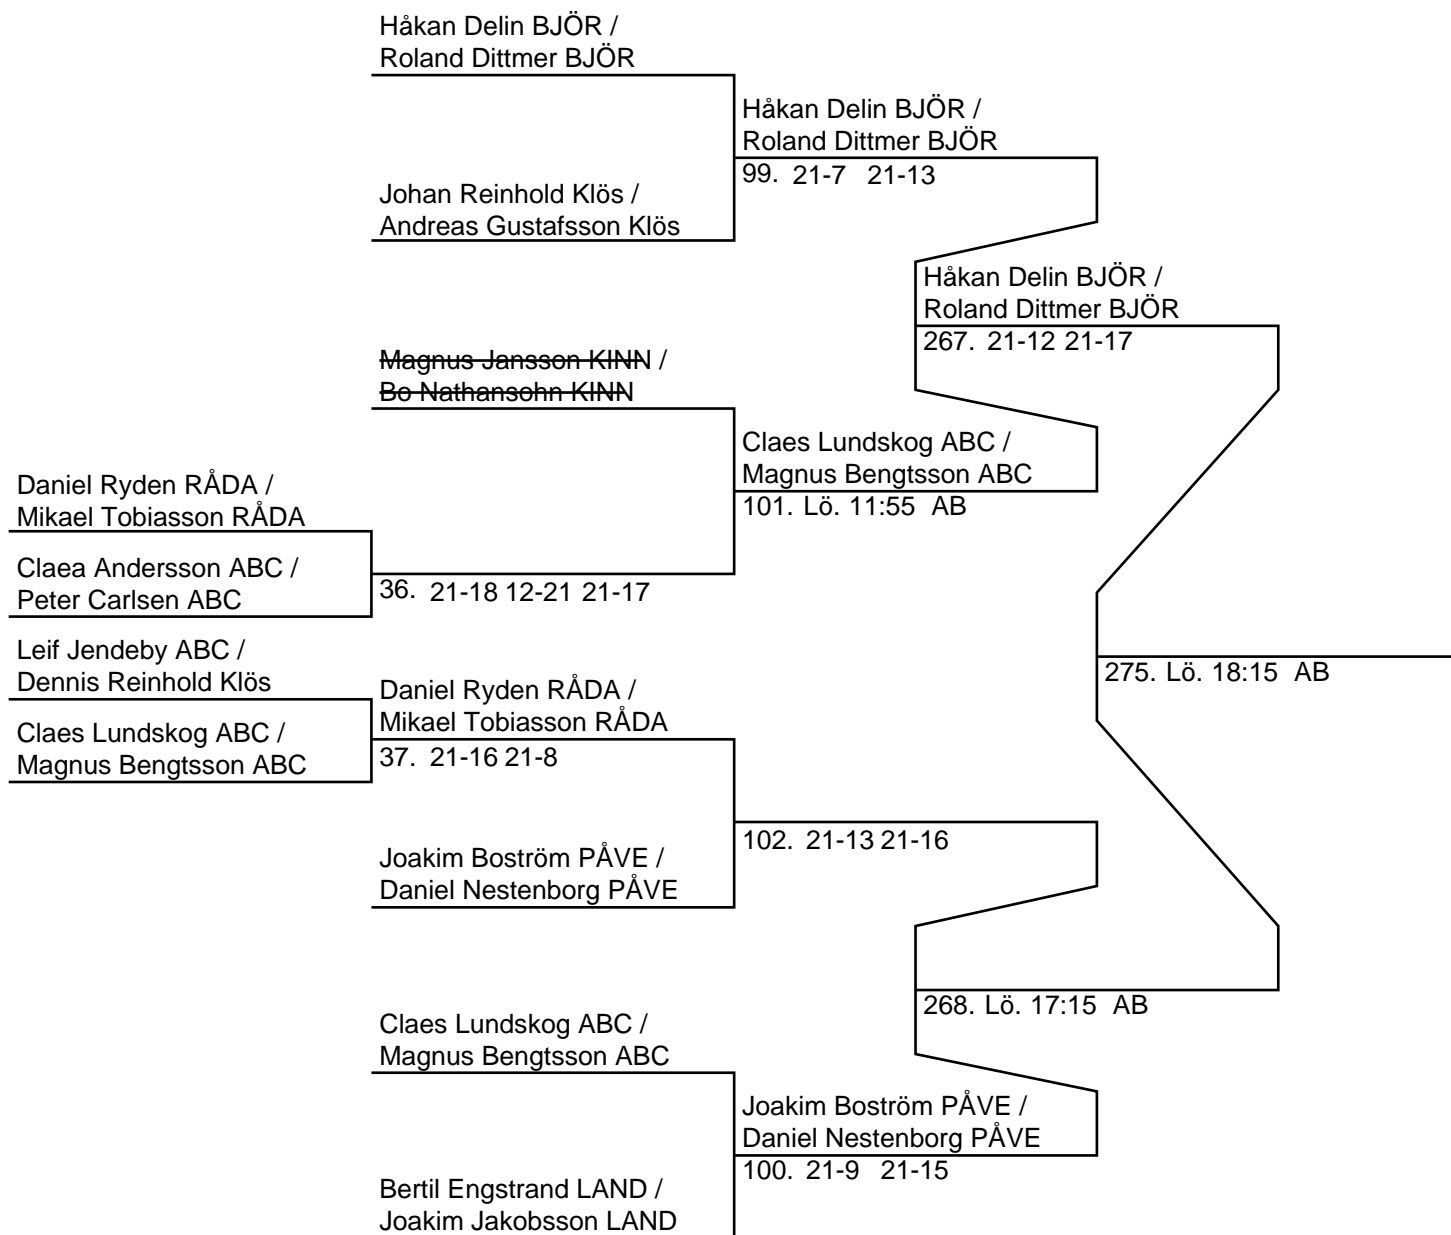 Håkan Delin BJÖR /
Roland Dittmer BJÖR
Håkan Delin BJÖR /
Roland Dittmer BJÖR
99. 21-7 21-13
Johan Reinhold Klös /
Andreas Gustafsson Klös
Håkan Delin BJÖR /
Roland Dittmer BJÖR
267. 21-12 21-17
Magnus Jansson KINN /
Bo Nathansohn KINN
Claes Lundskog ABC /
Magnus Bengtsson ABC
101. Lö. 11:55 AB
Daniel Ryden RÅDA /
Mikael Tobiasson RÅDA
Claea Andersson ABC /
Peter Carlsen ABC
36. 21-18 12-21 21-17
Leif Jendeby ABC /
Dennis Reinhold Klös
275. Lö. 18:15 AB
Daniel Ryden RÅDA /
Mikael Tobiasson RÅDA
Claes Lundskog ABC /
Magnus Bengtsson ABC
37. 21-16 21-8
102. 21-13 21-16
Joakim Boström PÅVE /
Daniel Nestenborg PÅVE
268. Lö. 17:15 AB
Claes Lundskog ABC /
Magnus Bengtsson ABC
Joakim Boström PÅVE /
Daniel Nestenborg PÅVE
100. 21-9 21-15
Bertil Engstrand LAND /
Joakim Jakobsson LAND